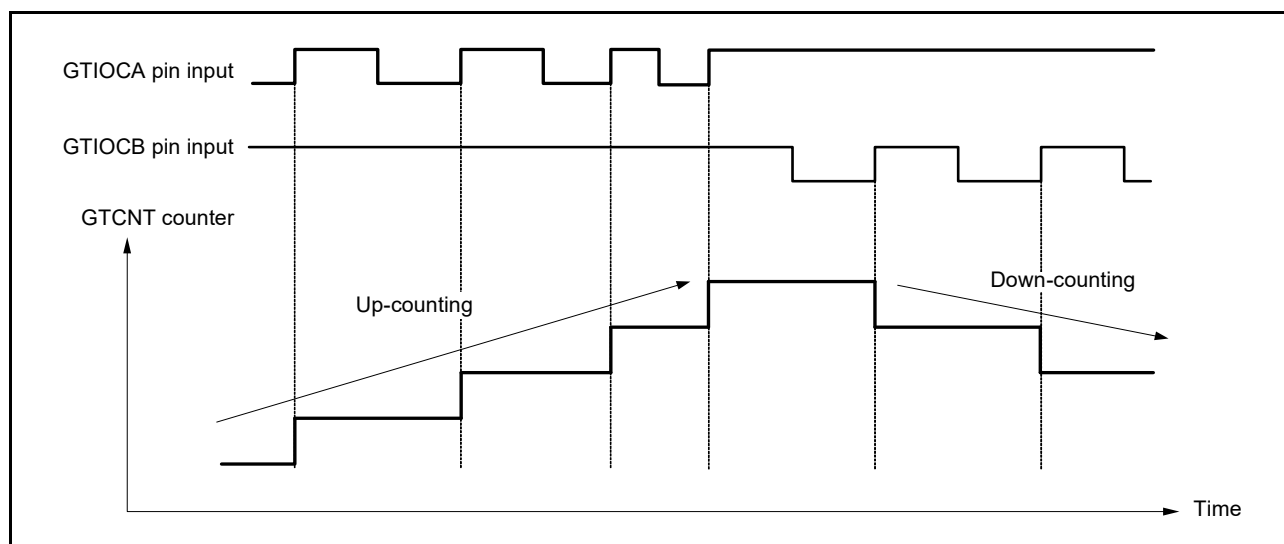 GTIOCA pin input
GTIOCB pin input
GTCNT counter
Up-counting
Down-counting
Time